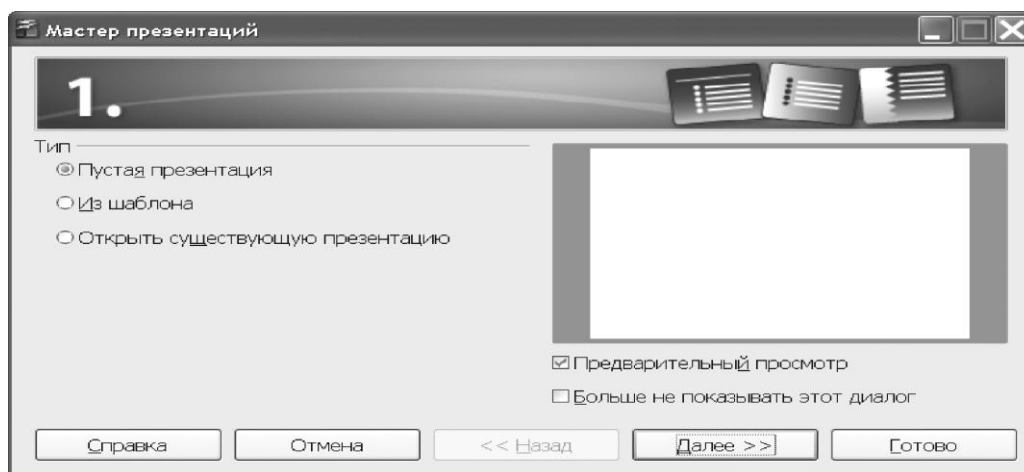 Мастер презентаций
1.
Тип
Пустая презентация
Из шаблона
Открыть существующую презентацию
Предварительный просмотр
Больше не показывать этот диалог
Справка Отмена << Назад Далее >> Готово